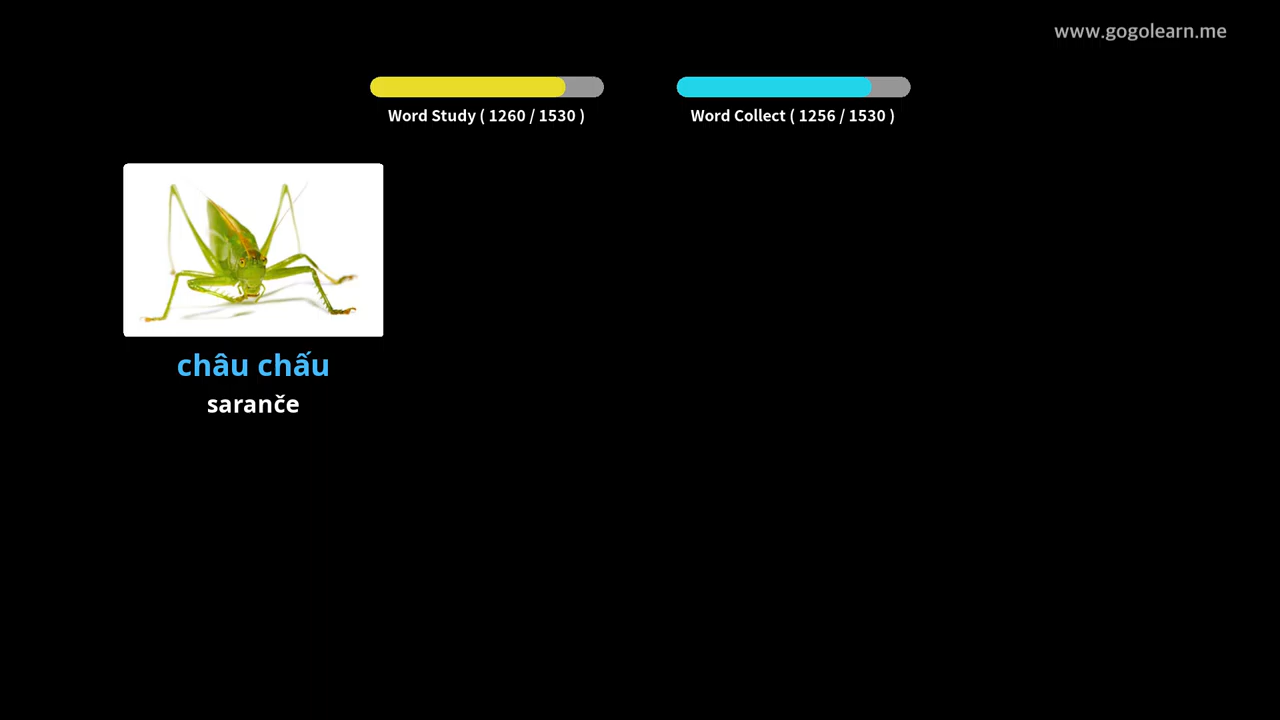 www.gogolearn.me
Word Study ( 1260 / 1530 )
Word Collect ( 1256 / 1530 )
châu chấu
saranče